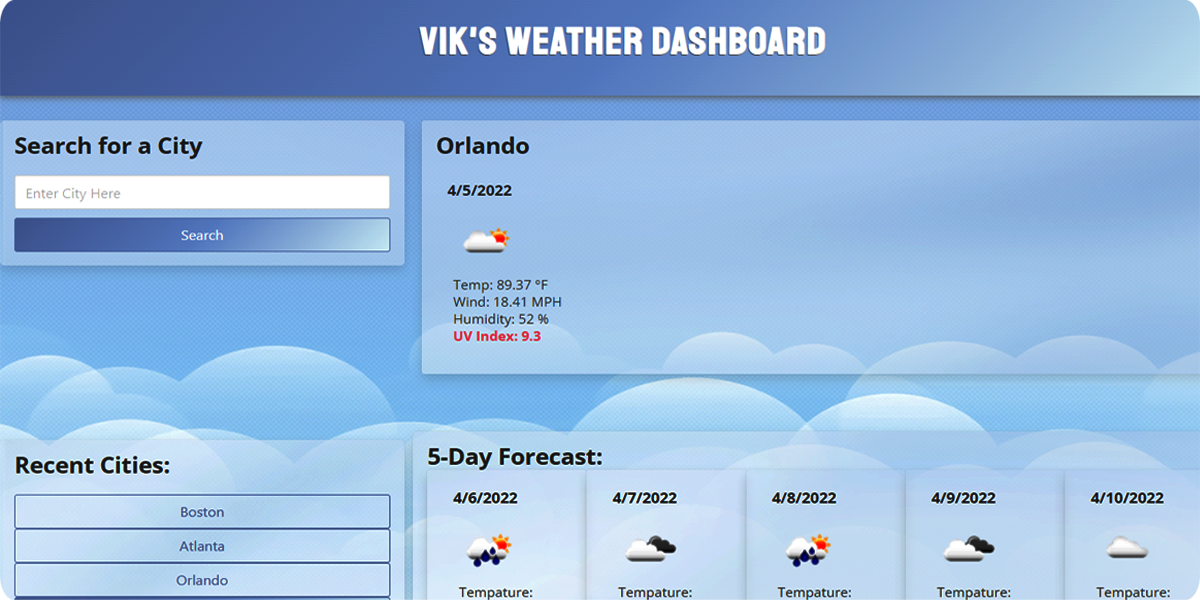 VIK'S WEATHER DASHBOARD
Search for a City
Enter City Here
Search
Orlando
4/5/2022
Temp: 89.37 °F
Wind: 18.41 MPH
Humidity: 52 %
UV Index: 9.3
Recent Cities:
Boston
Atlanta
Orlando
5-Day Forecast:
4/6/2022
Tempature:
4/7/2022
Tempature:
4/8/2022
Tempature:
4/9/2022
Tempature:
4/10/2022
Tempature: